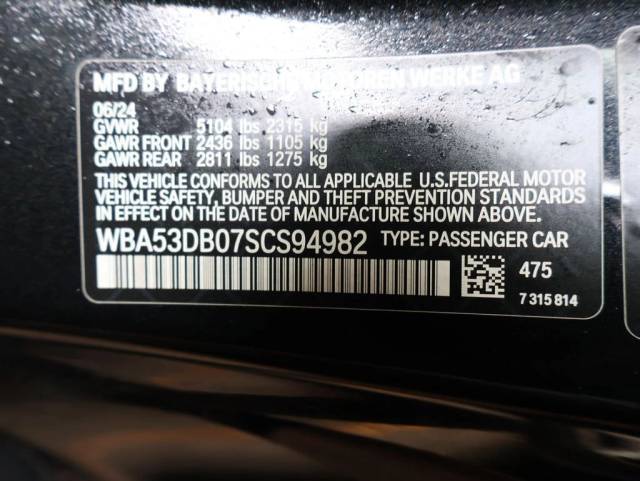 MFD BY BAYERISCHE MOTOREN WERKE AG
06/24
GVWR 5104 lbs 2315 kg
GAWR FRONT 2436 lbs 1105 kg
GAWR REAR 2811 lbs 1275 kg
THIS VEHICLE CONFORMS TO ALL APPLICABLE U.S.FEDERAL MOTOR
VEHICLE SAFETY, BUMPER AND THEFT PREVENTION STANDARDS
IN EFFECT ON THE DATE OF MANUFACTURE SHOWN ABOVE.
WBA53DB07SCS94982 TYPE: PASSENGER CAR
475
7 315 814